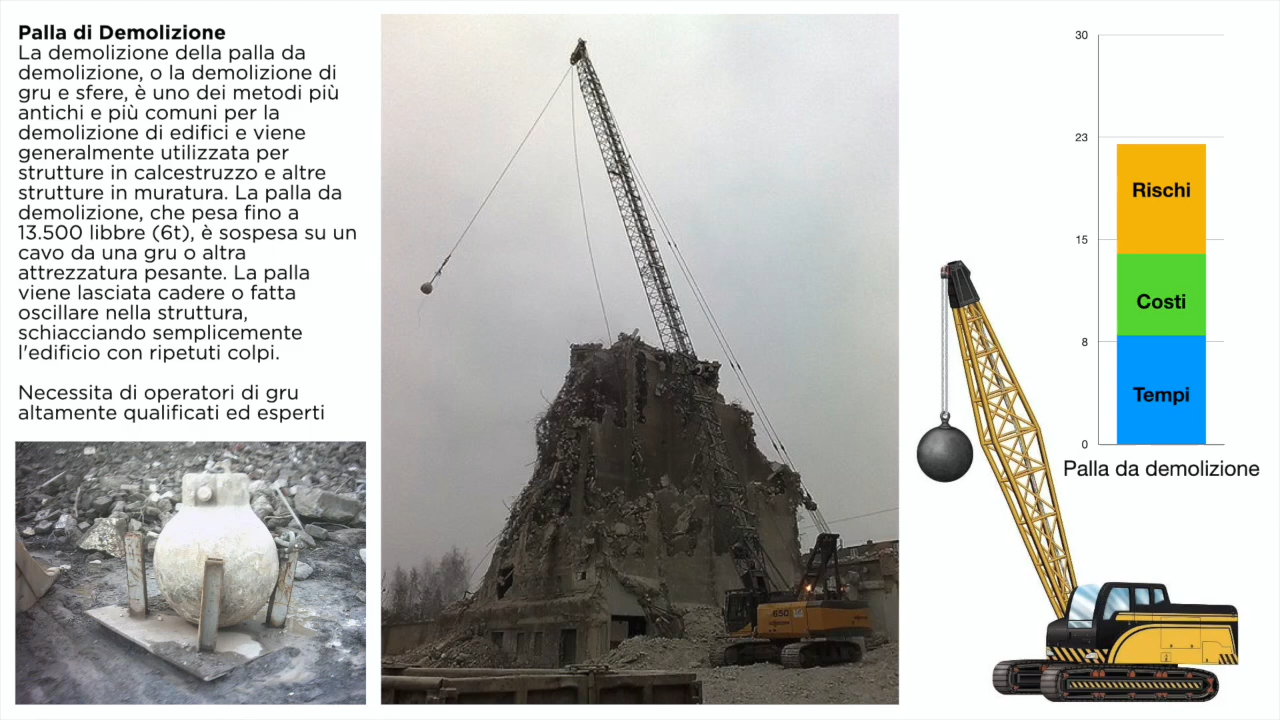 Palla di Demolizione
La demolizione della palla da
demolizione, o la demolizione di
gru e sfere, è uno dei metodi più
antichi e più comuni per la
demolizione di edifici e viene
generalmente utilizzata per
strutture in calcestruzzo e altre
strutture in muratura. La palla da
demolizione, che pesa fino a
13.500 libbre (6t), è sospesa su un
cavo da una gru o altra
attrezzatura pesante. La palla
viene lasciata cadere o fatta
oscillare nella struttura,
schiacciando semplicemente
l'edificio con ripetuti colpi.
Necessita di operatori di gru
altamente qualificati ed esperti
650
30
23
15
8
0
Rischi
Costi
Tempi
Palla da demolizione